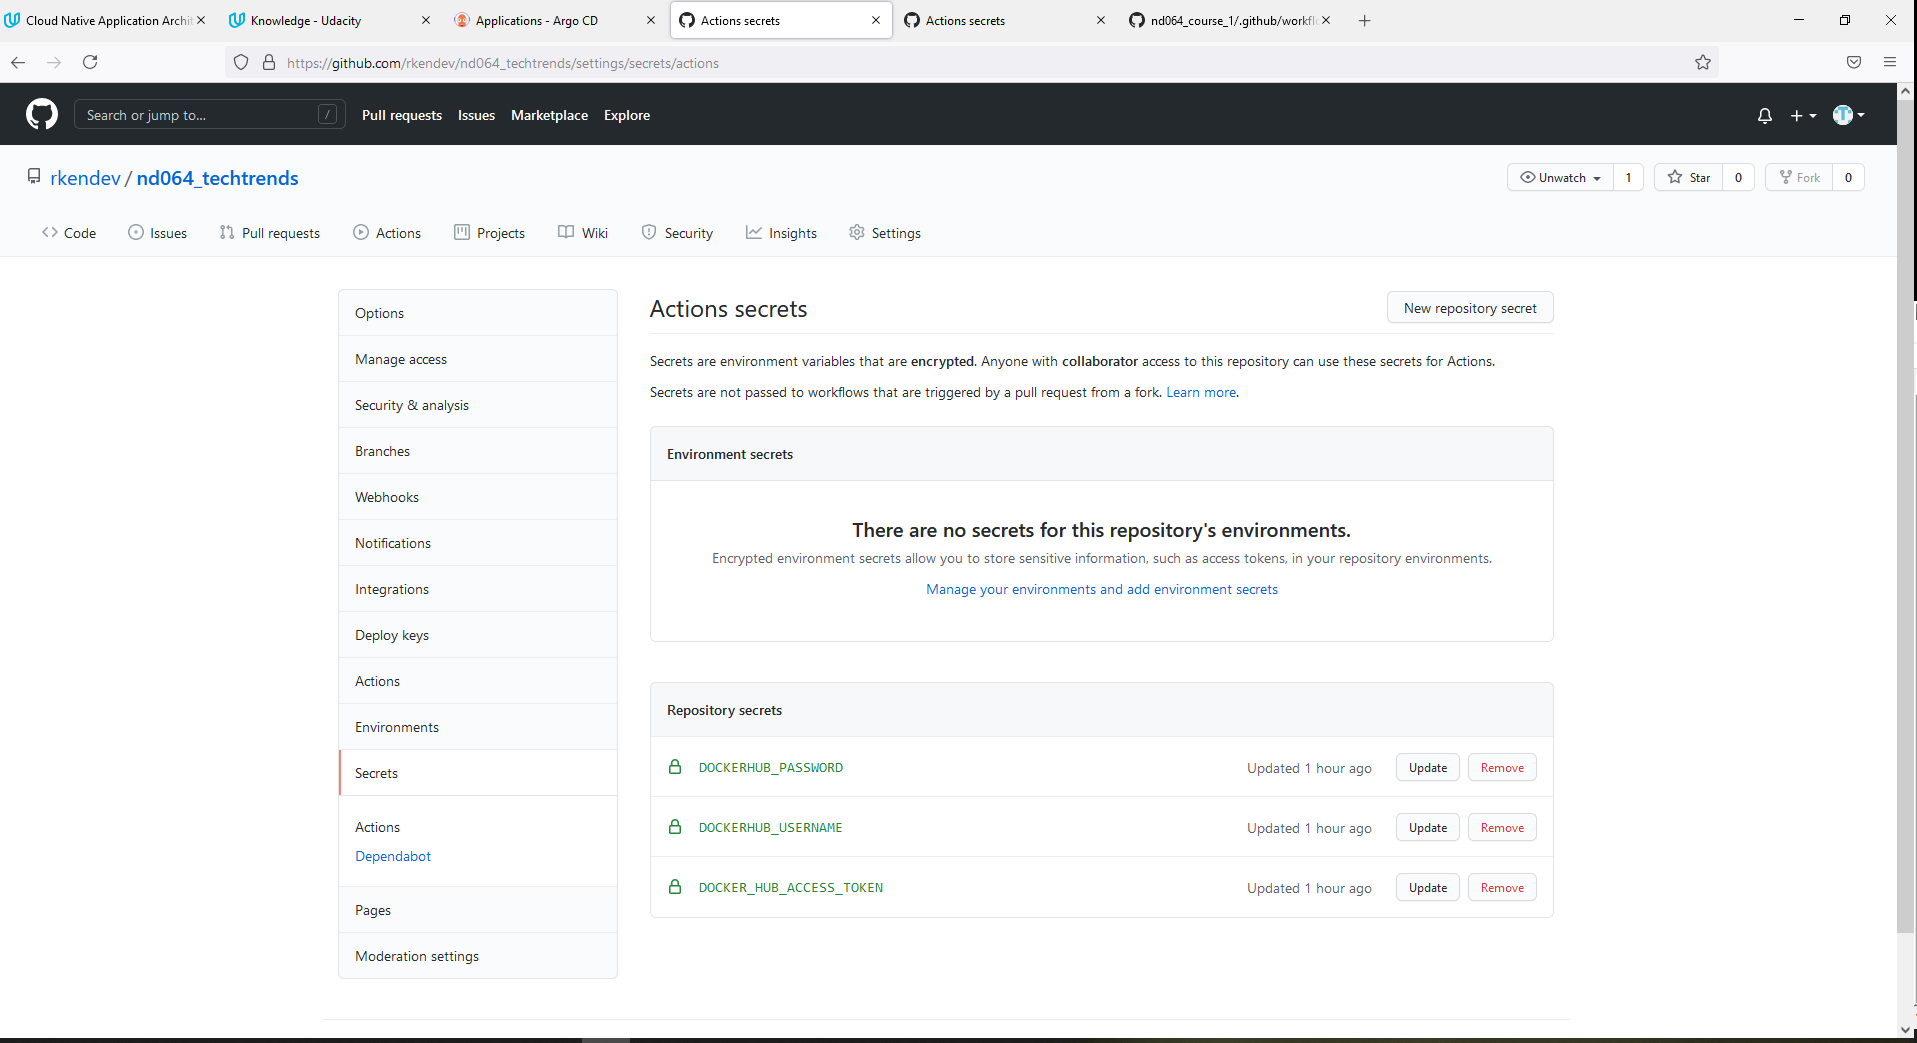 Cloud Native Application Archit
Knowledge - Udacity
Applications - Argo CD
Actions secrets
Actions secrets
nd064_course_1/.github/workfl
https://github.com/rkendev/nd064_techtrends/settings/secrets/actions
Search or jump to...
/
Pull requests
Issues
Marketplace
Explore
rkendev / nd064_techtrends
Unwatch
1
Star
0
Fork
0
Code
Issues
Pull requests
Actions
Projects
Wiki
Security
Insights
Settings
Options
Manage access
Security & analysis
Branches
Webhooks
Notifications
Integrations
Deploy keys
Actions
Environments
Secrets
Actions
Dependabot
Pages
Moderation settings
Actions secrets
New repository secret
Secrets are environment variables that are encrypted. Anyone with collaborator access to this repository can use these secrets for Actions.
Secrets are not passed to workflows that are triggered by a pull request from a fork. Learn more.
Environment secrets
There are no secrets for this repository's environments.
Encrypted environment secrets allow you to store sensitive information, such as access tokens, in your repository environments.
Manage your environments and add environment secrets
Repository secrets
DOCKERHUB_PASSWORD
Updated 1 hour ago
Update
Remove
DOCKERHUB_USERNAME
Updated 1 hour ago
Update
Remove
DOCKER_HUB_ACCESS_TOKEN
Updated 1 hour ago
Update
Remove